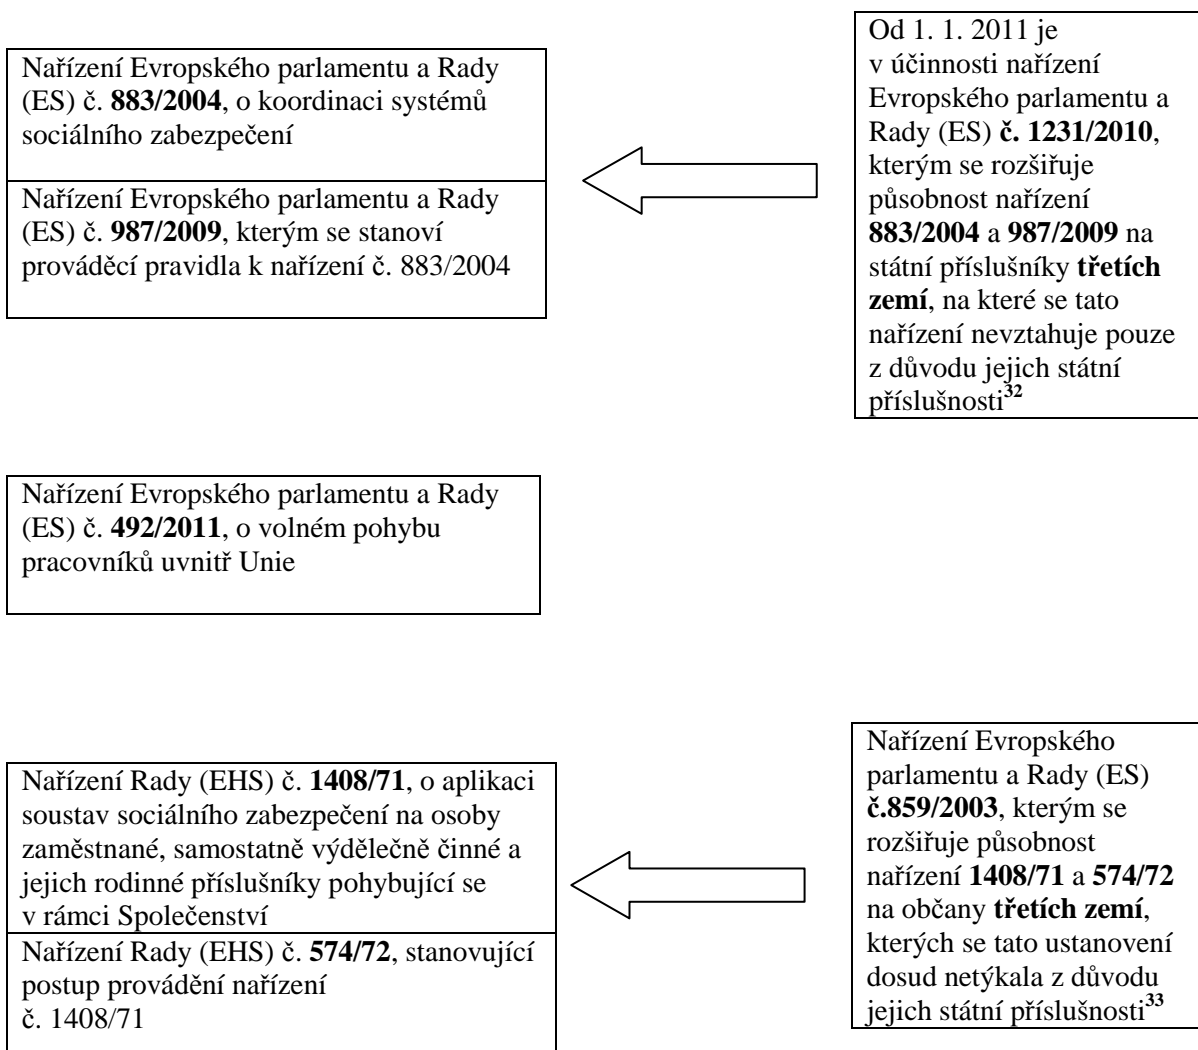 Nařízení Evropského parlamentu a Rady
(ES) č. 883/2004, o koordinaci systémů
sociálního zabezpečení
Nařízení Evropského parlamentu a Rady
(ES) č. 987/2009, kterým se stanoví
prováděcí pravidla k nařízení č. 883/2004
Od 1. 1. 2011 je
v účinnosti nařízení
Evropského parlamentu a
Rady (ES) č. 1231/2010,
kterým se rozšiřuje
působnost nařízení
883/2004 a 987/2009 na
státní příslušníky třetích
zemí, na které se tato
nařízení nevztahuje pouze
z důvodu jejich státní
příslušnosti32
Nařízení Evropského parlamentu a Rady
(ES) č. 492/2011, o volném pohybu
pracovníků uvnitř Unie
Nařízení Rady (EHS) č. 1408/71, o aplikaci
soustav sociálního zabezpečení na osoby
zaměstnané, samostatně výdělečně činné a
jejich rodinné příslušníky pohybující se
v rámci Společenství
Nařízení Rady (EHS) č. 574/72, stanovující
postup provádění nařízení
č. 1408/71
Nařízení Evropského
parlamentu a Rady (ES)
č.859/2003, kterým se
rozšiřuje působnost
nařízení 1408/71 a 574/72
na občany třetích zemí,
kterých se tato ustanovení
dosud netýkala z důvodu
jejich státní příslušnosti33